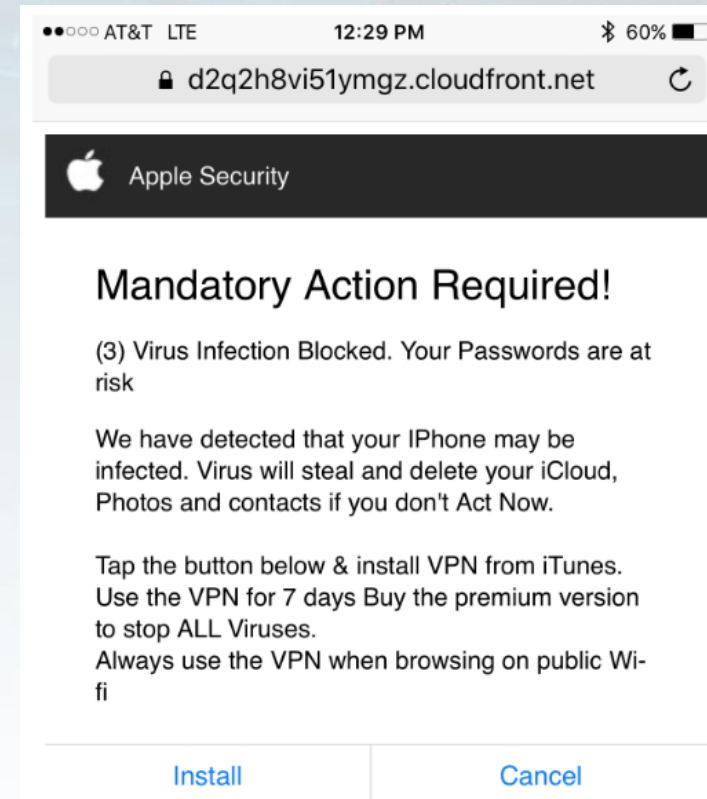 AT&T LTE 12:29 PM 60%
d2q2h8vi51ymgz.cloudfront.net
Apple Security
Mandatory Action Required!
(3) Virus Infection Blocked. Your Passwords are at
risk
We have detected that your IPhone may be
infected. Virus will steal and delete your iCloud,
Photos and contacts if you don't Act Now.
Tap the button below & install VPN from iTunes.
Use the VPN for 7 days Buy the premium version
to stop ALL Viruses.
Always use the VPN when browsing on public Wi-
fi
Install Cancel